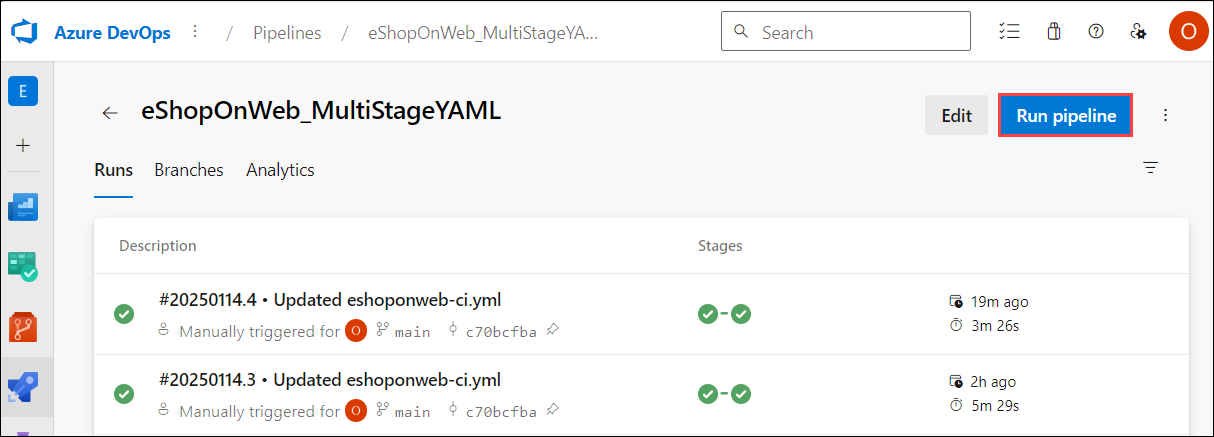 Azure DevOps / Pipelines / eShopOnWeb_MultiStageYA... Search O
E
eShopOnWeb_MultiStageYAML Edit Run pipeline
Runs Branches Analytics
Description Stages
#20250114.4 • Updated eshoponweb-ci.yml 19m ago
Manually triggered for O main c70bcfba 3m 26s
#20250114.3 • Updated eshoponweb-ci.yml 2h ago
Manually triggered for O main c70bcfba 5m 29s